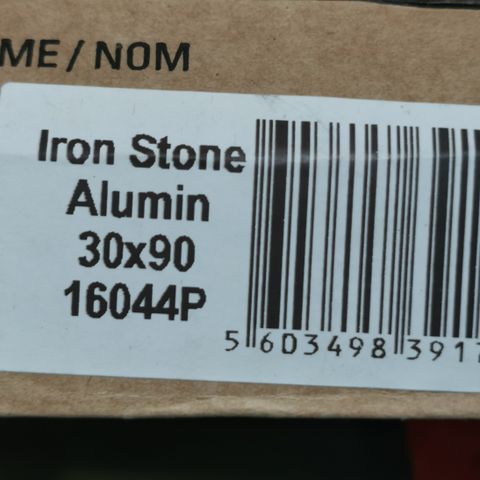 ME / NOM
Iron Stone
Alumin
30x90
16044P
5 603498 391